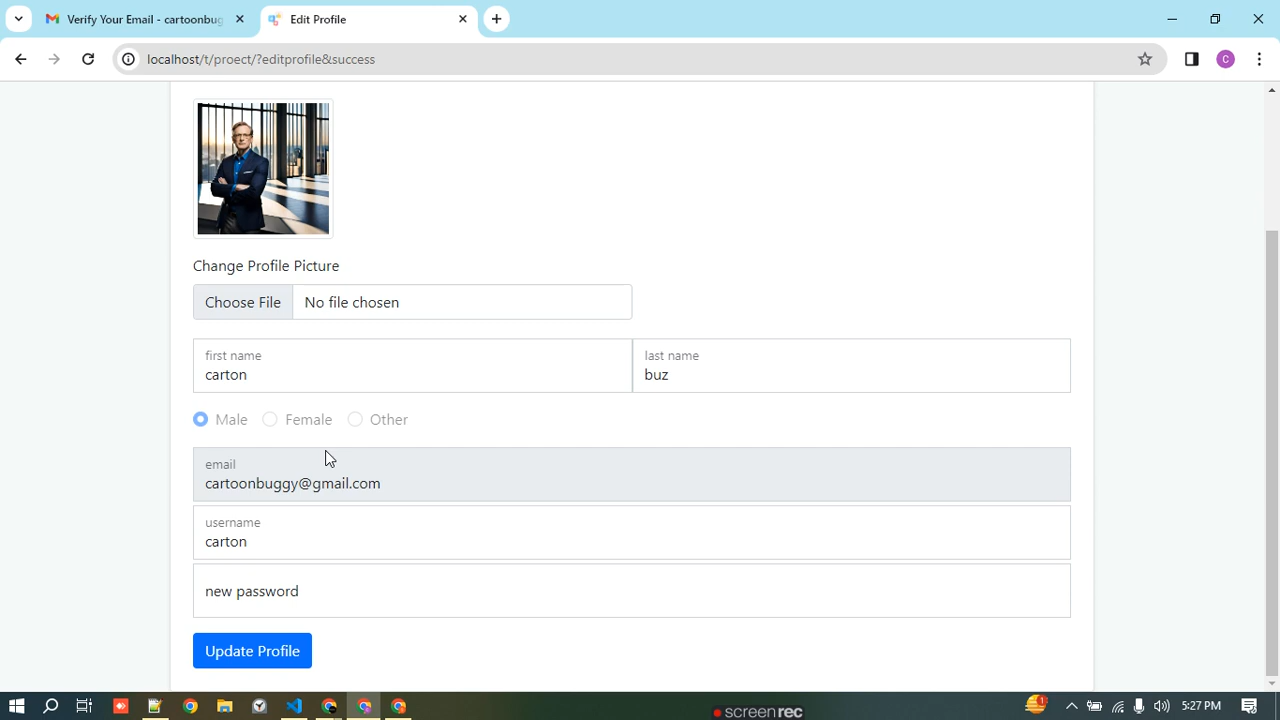 Verify Your Email - cartoonbug
Edit Profile
localhost/t/proect/?editprofile&success
C
Change Profile Picture
Choose File No file chosen
first name last name
carton buz
Male Female Other
email
cartoonbuggy@gmail.com
username
carton
new password
Update Profile
1 5:27 PM
screenrec